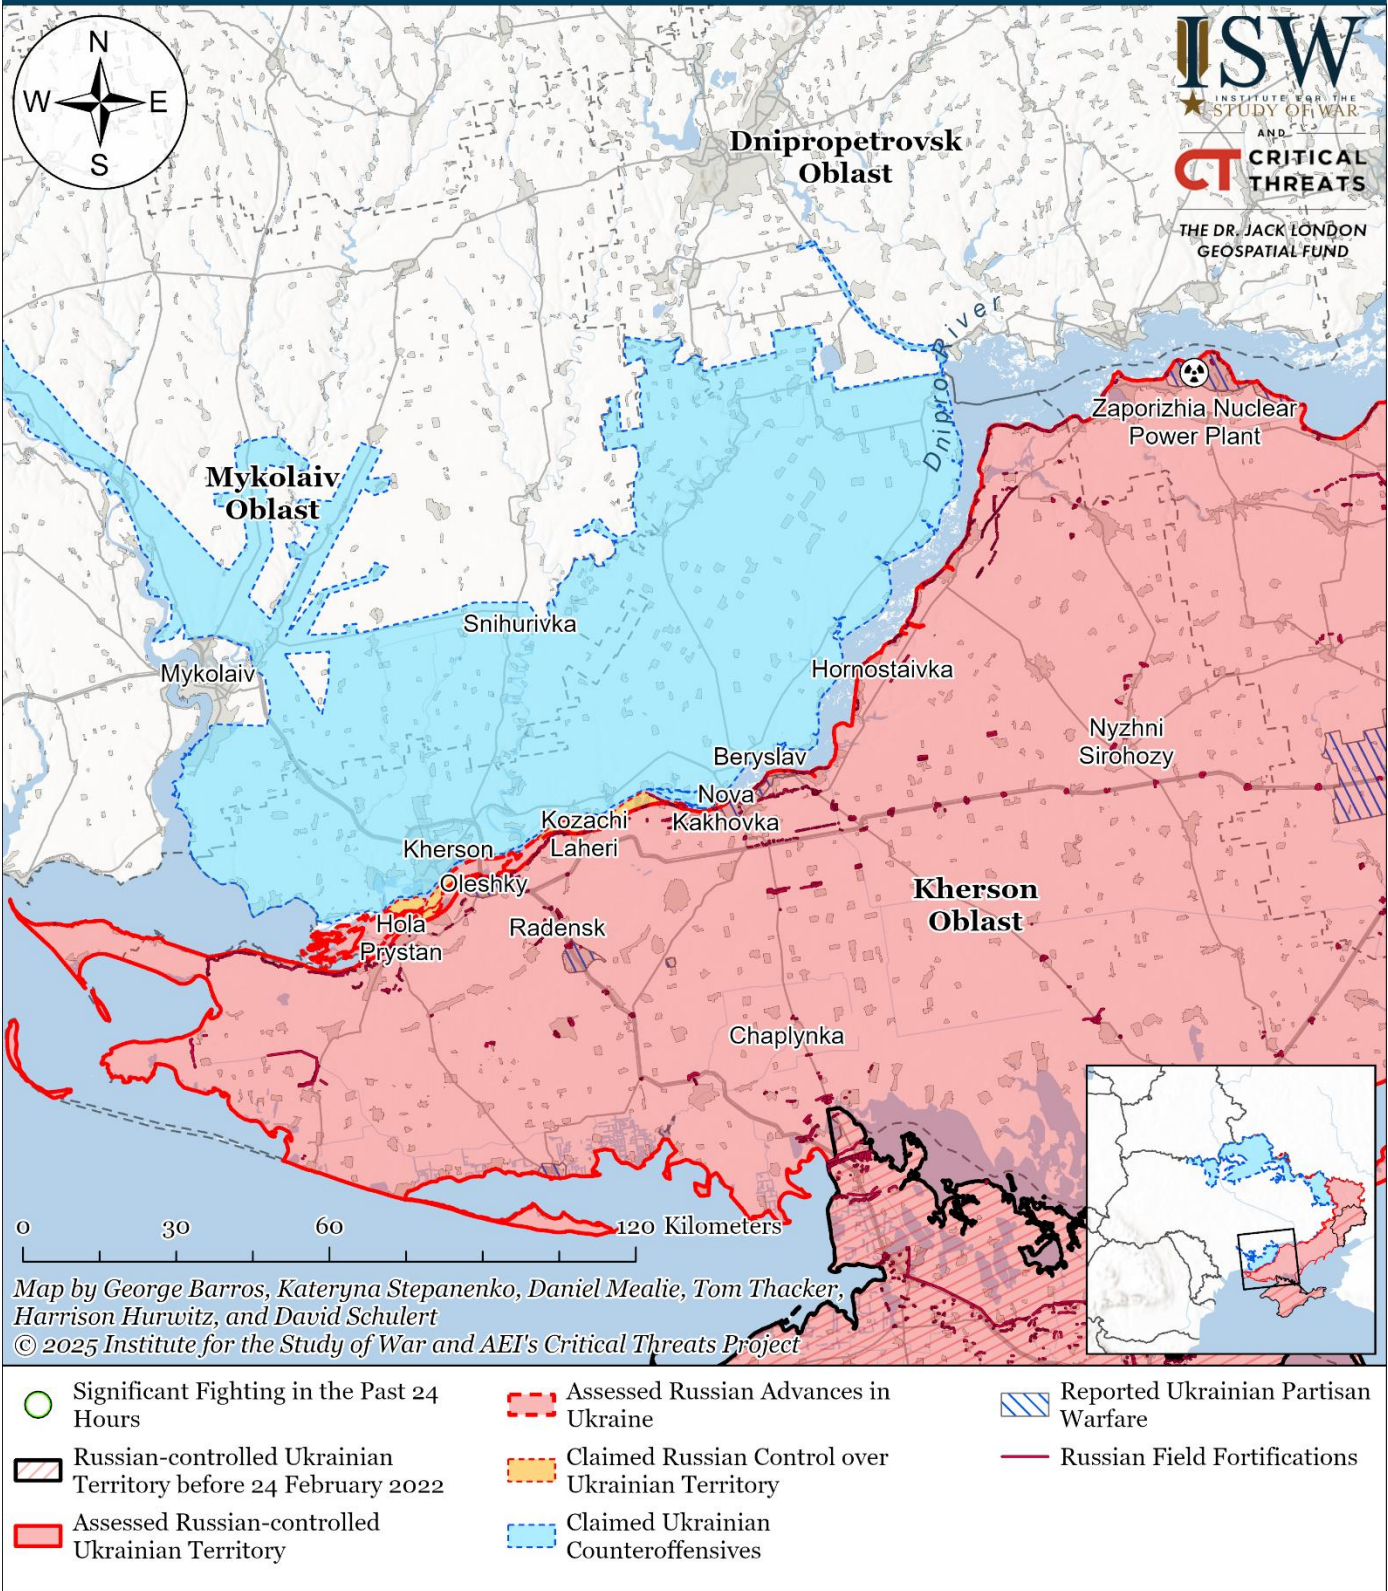 N
W
E
S
ISW
INSTITUTE FOR THE
STUDY OF WAR
AND
CT CRITICAL
THREATS
THE DR. JACK LONDON
GEOSPATIAL FUND
Dnipropetrovsk
Oblast
Dnipro River
Zaporizhia Nuclear
Power Plant
Mykolaiv
Oblast
Snihurivka
Mykolaiv
Hornostaivka
Nyzhni
Sirohozy
Beryslav
Nova
Kakhovka
Kozachi
Laheri
Kherson
Oleshky
Kherson
Oblast
Hola
Prystan
Radensk
Chaplynka
0 30 60 120 Kilometers
Map by George Barros, Kateryna Stepanenko, Daniel Mealie, Tom Thacker,
Harrison Hurwitz, and David Schulert
© 2025 Institute for the Study of War and AEI's Critical Threats Project
Significant Fighting in the Past 24
Hours
Russian-controlled Ukrainian
Territory before 24 February 2022
Assessed Russian-controlled
Ukrainian Territory
Assessed Russian Advances in
Ukraine
Claimed Russian Control over
Ukrainian Territory
Claimed Ukrainian
Counteroffensives
Reported Ukrainian Partisan
Warfare
Russian Field Fortifications